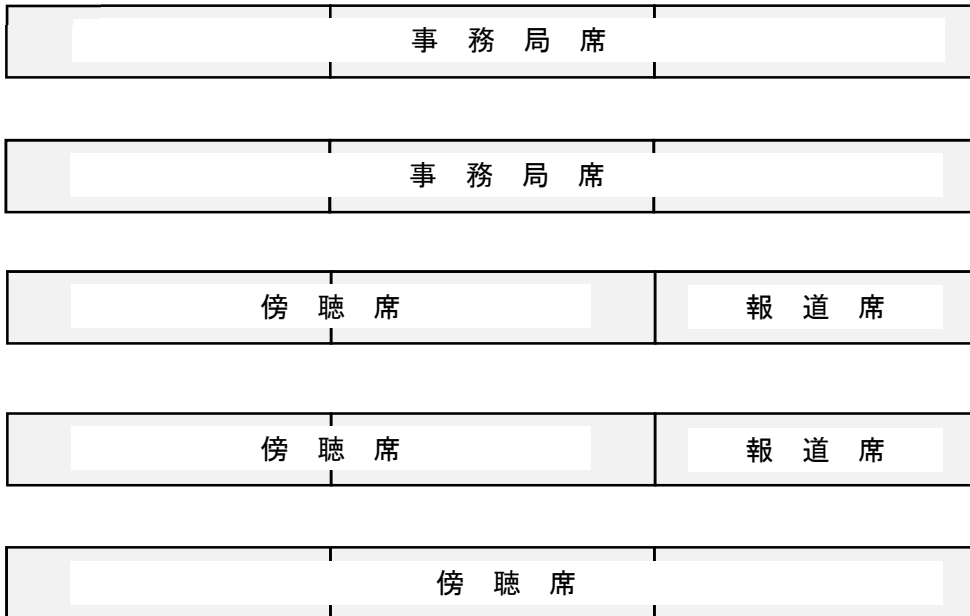 事 務 局 席
事 務 局 席
傍 聴 席 報 道 席
傍 聴 席 報 道 席
傍 聴 席